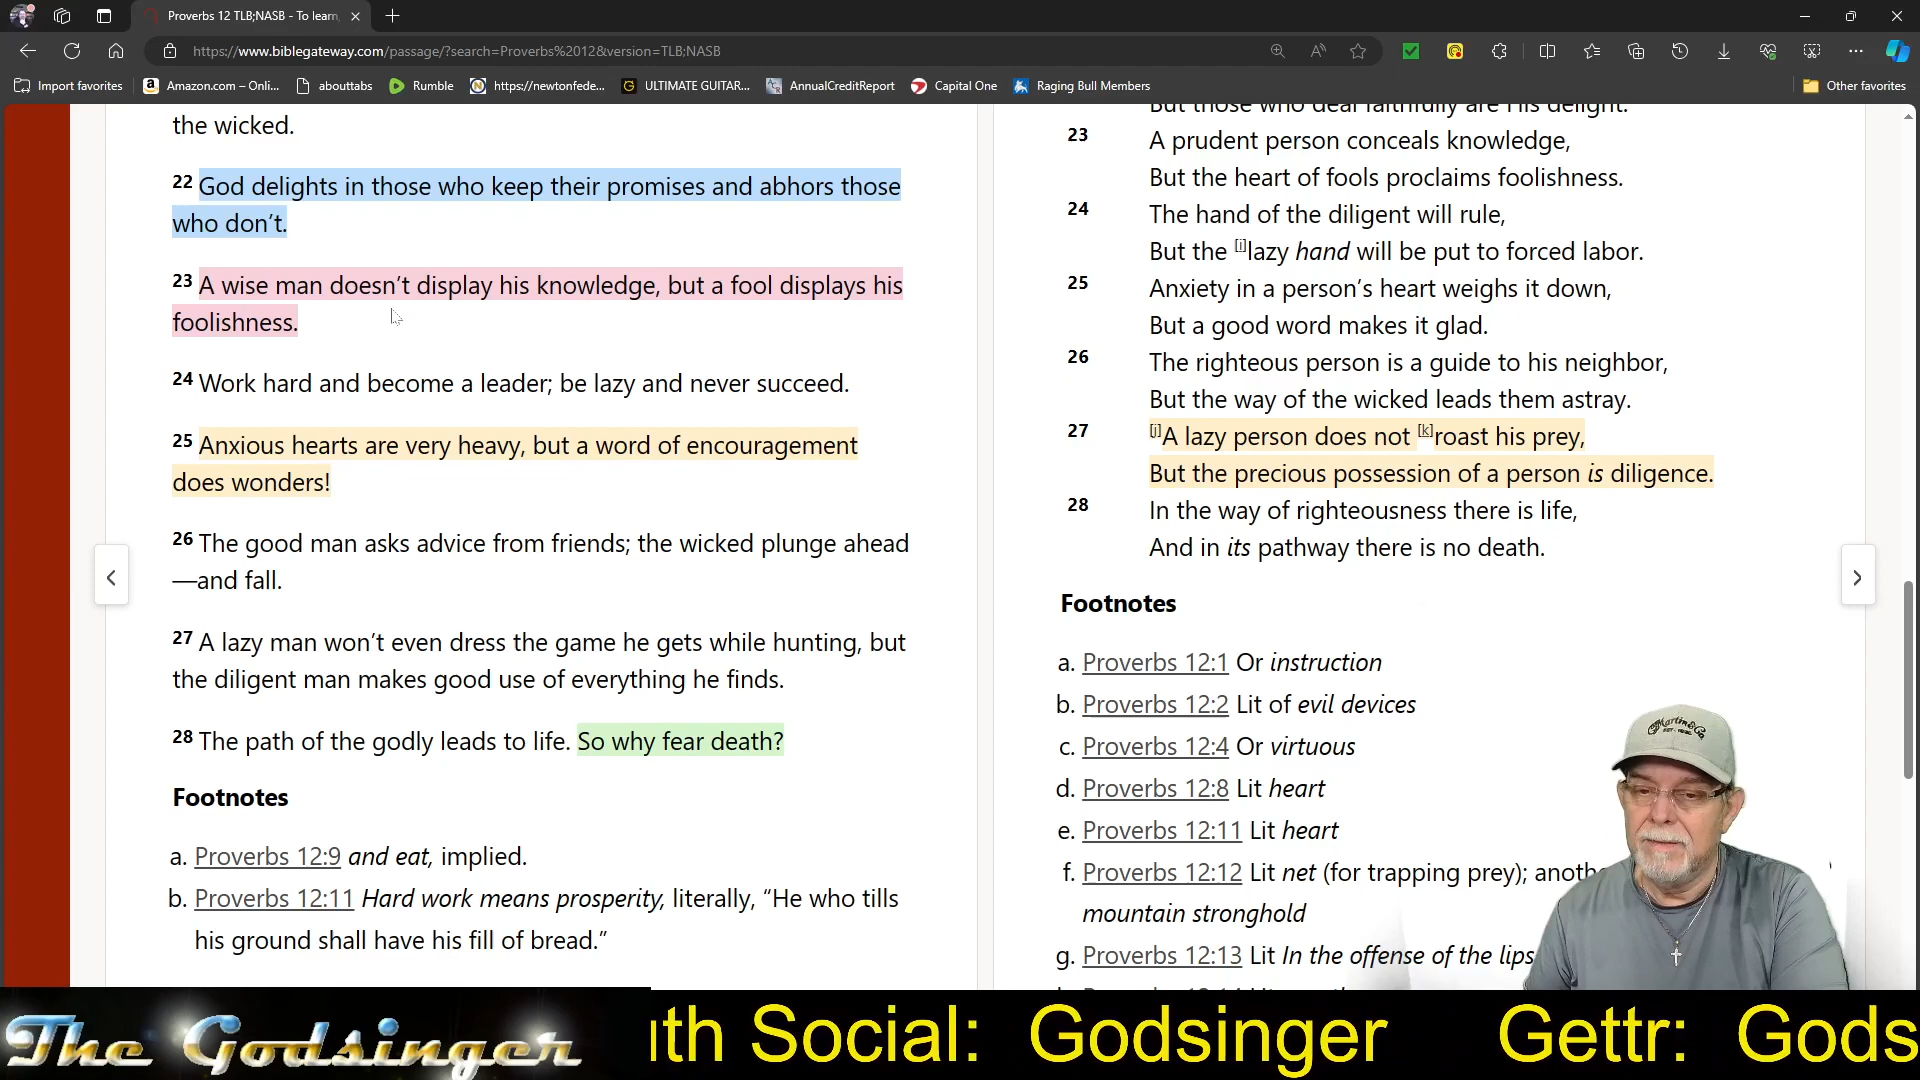 Proverbs 12 TLB;NASB - To learn,
https://www.biblegateway.com/passage/?search=Proverbs%2012&version=TLB;NASB
Import favorites
Amazon.com – Onli...
abouttabs
Rumble
https://newtonfede...
ULTIMATE GUITAR...
AnnualCreditReport
Capital One
Raging Bull Members
Other favorites
the wicked.
22 God delights in those who keep their promises and abhors those
who don’t.
23 A wise man doesn’t display his knowledge, but a fool displays his
foolishness.
24 Work hard and become a leader; be lazy and never succeed.
25 Anxious hearts are very heavy, but a word of encouragement
does wonders!
26 The good man asks advice from friends; the wicked plunge ahead
—and fall.
27 A lazy man won’t even dress the game he gets while hunting, but
the diligent man makes good use of everything he finds.
28 The path of the godly leads to life. So why fear death?
Footnotes
a. Proverbs 12:9 and eat, implied.
b. Proverbs 12:11 Hard work means prosperity, literally, “He who tills
his ground shall have his fill of bread.”
But those who deal faithfully are His delight.
23 A prudent person conceals knowledge,
But the heart of fools proclaims foolishness.
24 The hand of the diligent will rule,
But the [i]lazy hand will be put to forced labor.
25 Anxiety in a person’s heart weighs it down,
But a good word makes it glad.
26 The righteous person is a guide to his neighbor,
But the way of the wicked leads them astray.
27 [j]A lazy person does not [k]roast his prey,
But the precious possession of a person is diligence.
28 In the way of righteousness there is life,
And in its pathway there is no death.
Footnotes
a. Proverbs 12:1 Or instruction
b. Proverbs 12:2 Lit of evil devices
c. Proverbs 12:4 Or virtuous
d. Proverbs 12:8 Lit heart
e. Proverbs 12:11 Lit heart
f. Proverbs 12:12 Lit net (for trapping prey); anothe
mountain stronghold
g. Proverbs 12:13 Lit In the offense of the lips
Martin & Co.
The Godsinger
uth Social: Godsinger Gettr: Gods